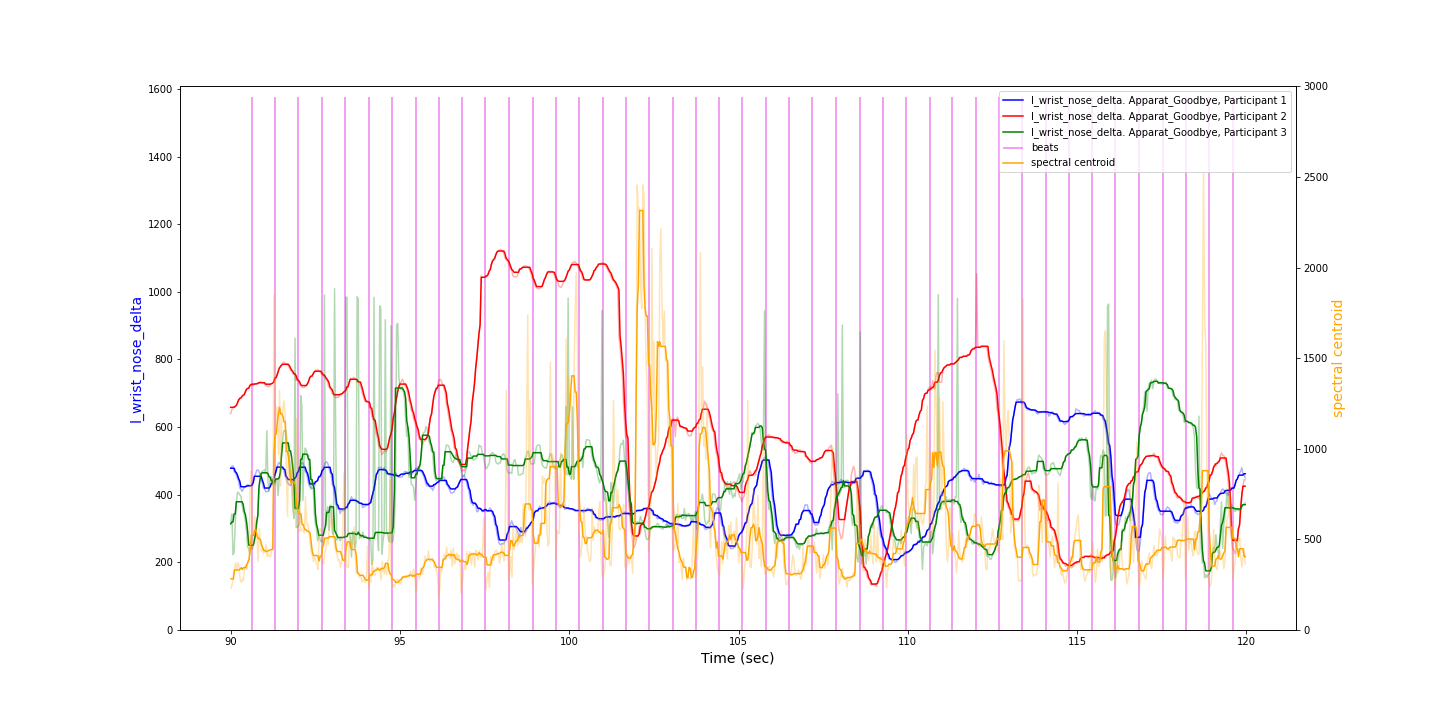 l_wrist_nose_delta. Apparat_Goodbye, Participant 1
l_wrist_nose_delta. Apparat_Goodbye, Participant 2
l_wrist_nose_delta. Apparat_Goodbye, Participant 3
beats
spectral centroid
1600
1400
1200
1000
800
600
400
200
0
l_wrist_nose_delta
3000
2500
2000
1500
1000
500
0
spectral centroid
90
95
100
105
110
115
120
Time (sec)